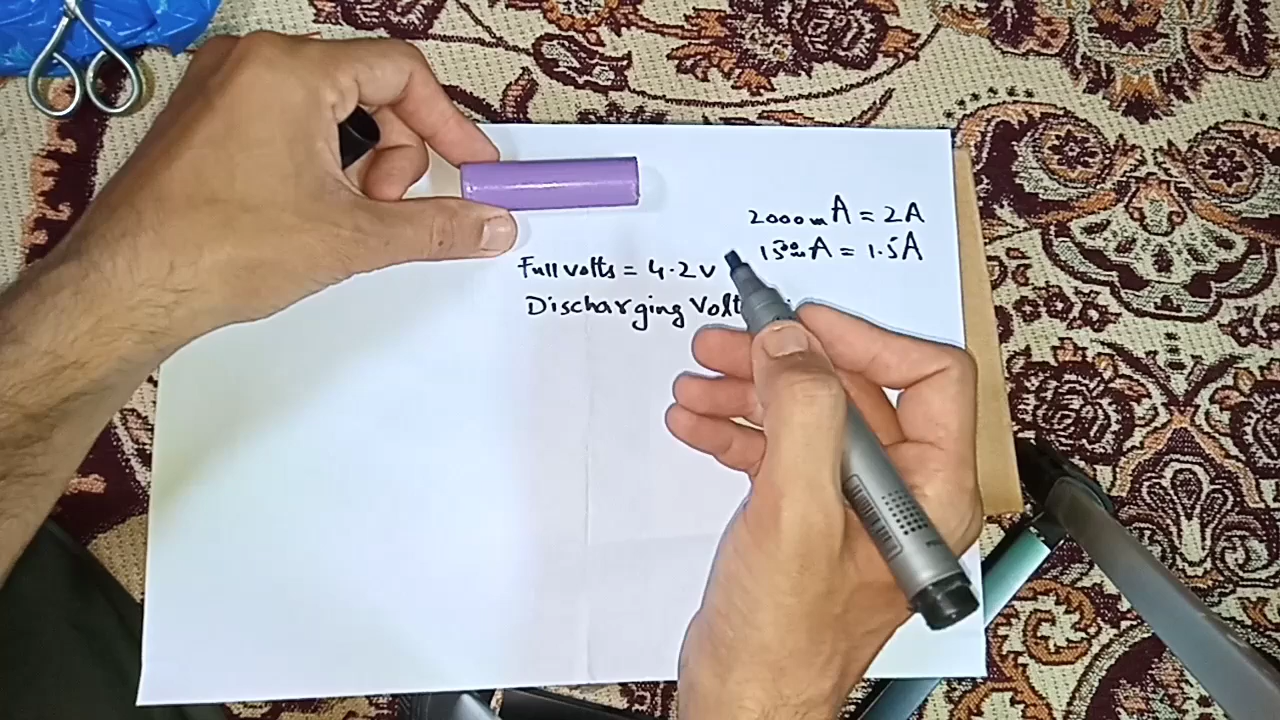 2000mA = 2A
1500mA = 1.5A
Full volts = 4.2v
Discharging Volt